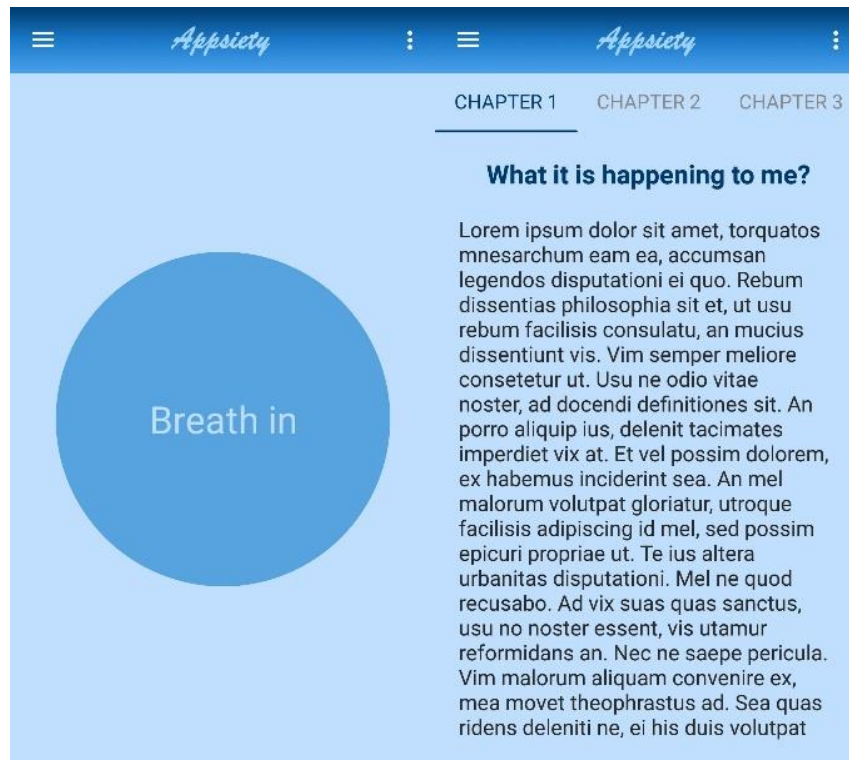 Appsiety
Breath in
Appsiety
CHAPTER 1 CHAPTER 2 CHAPTER 3
What it is happening to me?
Lorem ipsum dolor sit amet, torquatos
mnesarchum eam ea, accumsan
legendos disputationi ei quo. Rebum
dissentias philosophia sit et, ut usu
rebum facilisis consulatu, an mucius
dissentiunt vis. Vim semper meliore
consetetur ut. Usu ne odio vitae
noster, ad docendi definitiones sit. An
porro aliquip ius, delenit tacimates
imperdiet vix at. Et vel possim dolorem,
ex habemus inciderint sea. An mel
malorum volutpat gloriatur, utroque
facilisis adipiscing id mel, sed possim
epicuri propriae ut. Te ius altera
urbanitas disputationi. Mel ne quod
recusabo. Ad vix suas quas sanctus,
usu no noster essent, vis utamur
reformidans an. Nec ne saepe pericula.
Vim malorum aliquam convenire ex,
mea movet theophrastus ad. Sea quas
ridens deleniti ne, ei his duis volutpat